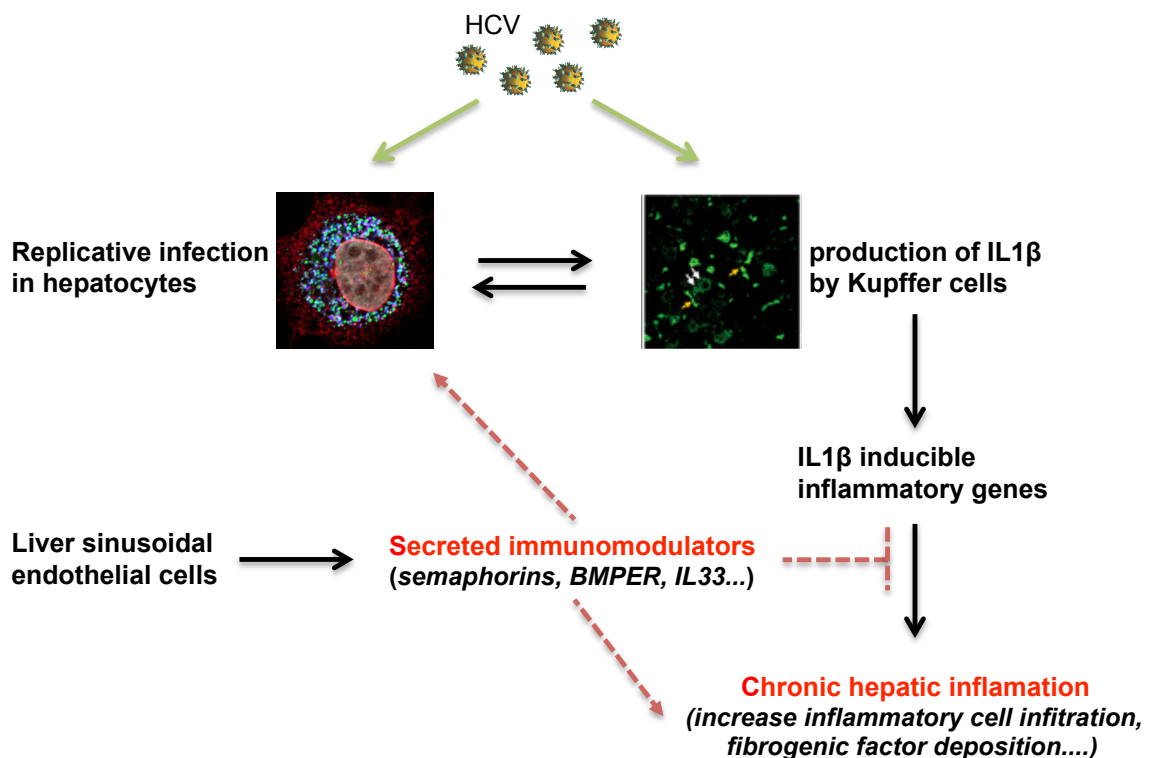 HCV
Replicative infection
in hepatocytes
production of IL1β
by Kupffer cells
IL1β inducible
inflammatory genes
Liver sinusoidal
endothelial cells
Secreted immunomodulators
(semaphorins, BMPER, IL33...)
Chronic hepatic inflamation
(increase inflammatory cell infitration,
fibrogenic factor deposition....)